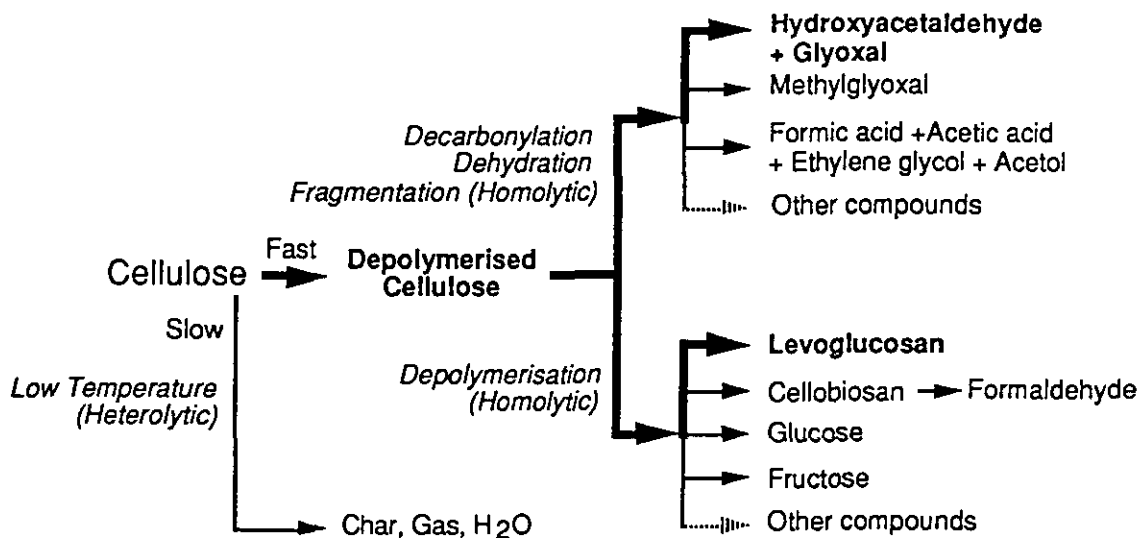 Hydroxyacetaldehyde
+ Glyoxal
Methylglyoxal
Formic acid +Acetic acid
+ Ethylene glycol + Acetol
Other compounds
Decarbonylation
Dehydration
Fragmentation (Homolytic)
Cellulose
Fast
Depolymerised
Cellulose
Slow
Low Temperature
(Heterolytic)
Depolymerisation
(Homolytic)
Levoglucosan
Cellobiosan
Formaldehyde
Glucose
Fructose
Other compounds
Char, Gas, H2O